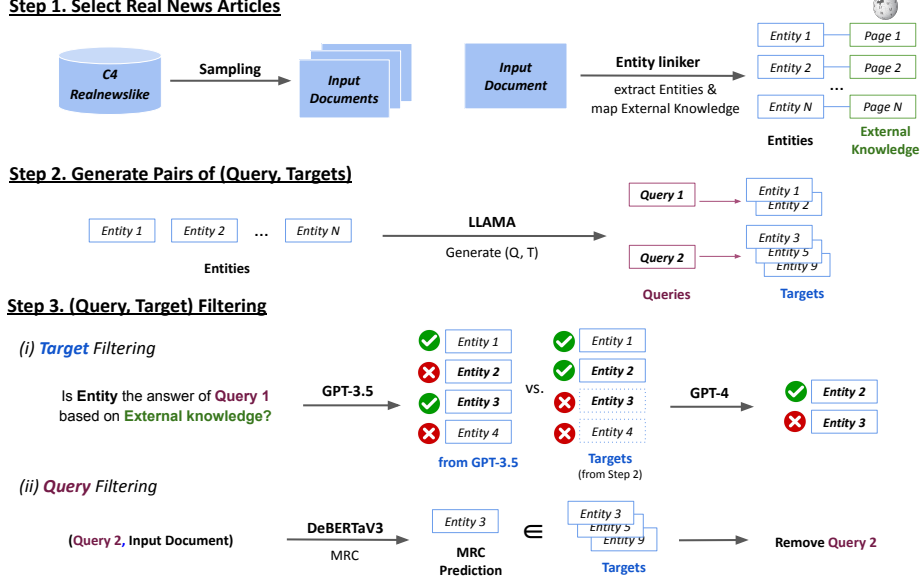 Step 1. Select Real News Articles
C4
Realnewslike
Sampling
Input
Documents
Input
Document
Entity liniker
extract Entities &
map External Knowledge
Entity 1
Page 1
Entity 2
Page 2
...
Entity N
Page N
Entities
External
Knowledge
Step 2. Generate Pairs of (Query, Targets)
Entity 1
Entity 2
...
Entity N
Entities
LLAMA
Generate (Q, T)
Query 1
Entity 1
Entity 2
Query 2
Entity 3
Entity 5
Entity 9
Queries
Targets
Step 3. (Query, Target) Filtering
(i) Target Filtering
Is Entity the answer of Query 1
based on External knowledge?
GPT-3.5
Entity 1
Entity 2
Entity 3
Entity 4
from GPT-3.5
vs.
Entity 1
Entity 2
Entity 3
Entity 4
Targets
(from Step 2)
GPT-4
Entity 2
Entity 3
(ii) Query Filtering
(Query 2, Input Document)
DeBERTaV3
MRC
Entity 3
MRC
Prediction
∈
Entity 3
Entity 5
Entity 9
Targets
Remove Query 2